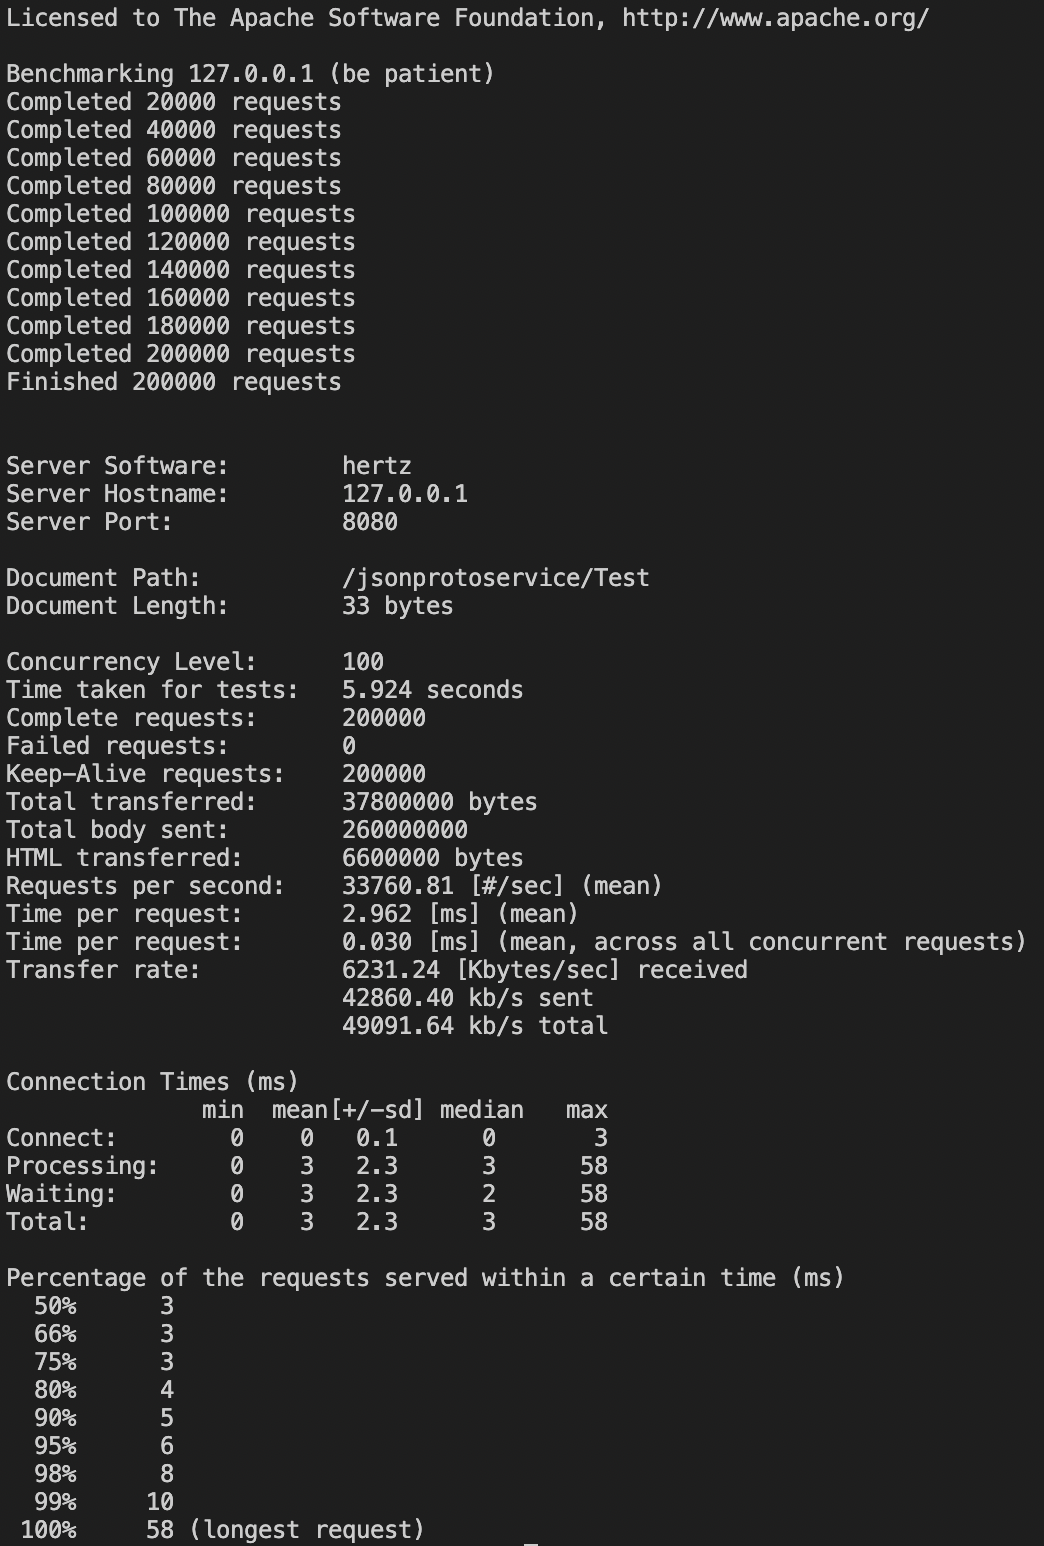 Licensed to The Apache Software Foundation, http://www.apache.org/

Benchmarking 127.0.0.1 (be patient)
Completed 20000 requests
Completed 40000 requests
Completed 60000 requests
Completed 80000 requests
Completed 100000 requests
Completed 120000 requests
Completed 140000 requests
Completed 160000 requests
Completed 180000 requests
Completed 200000 requests
Finished 200000 requests


Server Software:        hertz
Server Hostname:        127.0.0.1
Server Port:            8080

Document Path:          /jsonprotoservice/Test
Document Length:        33 bytes

Concurrency Level:      100
Time taken for tests:   5.924 seconds
Complete requests:      200000
Failed requests:        0
Keep-Alive requests:    200000
Total transferred:      37800000 bytes
Total body sent:        260000000
HTML transferred:       6600000 bytes
Requests per second:    33760.81 [#/sec] (mean)
Time per request:       2.962 [ms] (mean)
Time per request:       0.030 [ms] (mean, across all concurrent requests)
Transfer rate:          6231.24 [Kbytes/sec] received
                        42860.40 kb/s sent
                        49091.64 kb/s total

Connection Times (ms)
              min  mean[+/-sd] median   max
Connect:        0    0   0.1      0       3
Processing:     0    3   2.3      3      58
Waiting:        0    3   2.3      2      58
Total:          0    3   2.3      3      58

Percentage of the requests served within a certain time (ms)
  50%      3
  66%      3
  75%      3
  80%      4
  90%      5
  95%      6
  98%      8
  99%     10
 100%     58 (longest request)